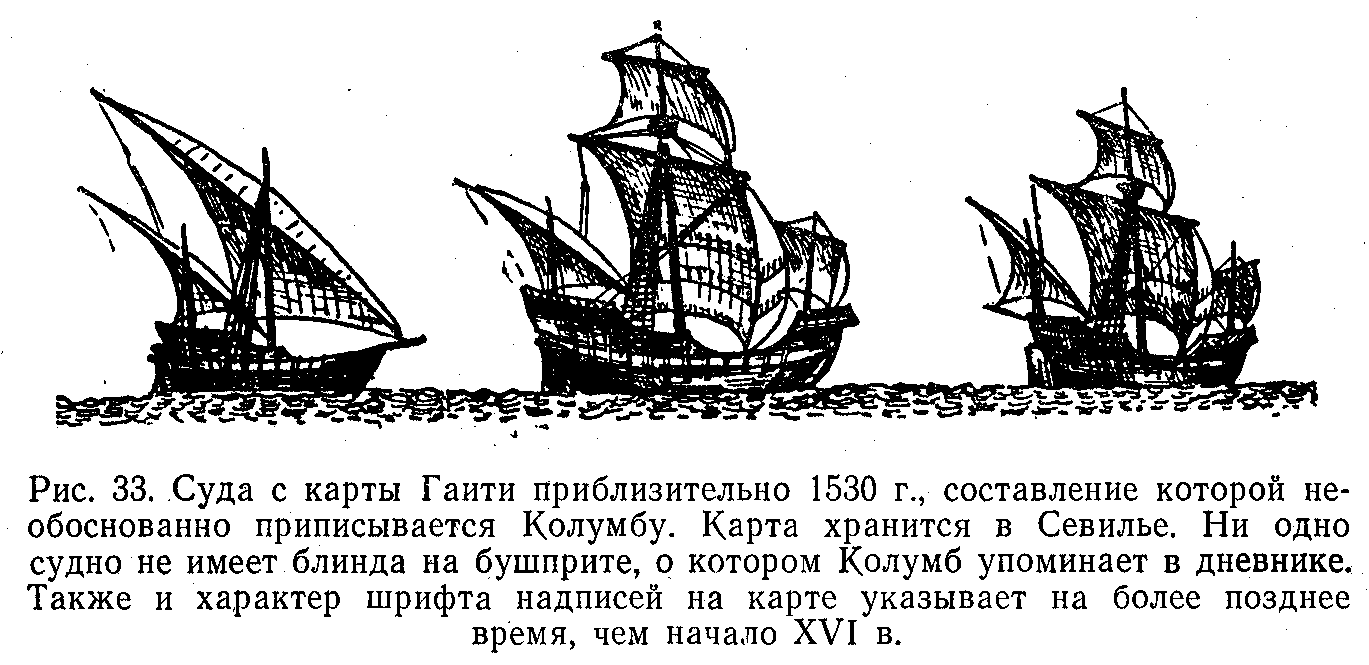 Рис. 33. Суда с карты Гаити приблизительно 1530 г., составление которой не-
обоснованно приписывается Колумбу. Карта хранится в Севилье. Ни одно
судно не имеет блинда на бушприте, о котором Колумб упоминает в дневнике.
Также и характер шрифта надписей на карте указывает на более позднее
время, чем начало XVI в.